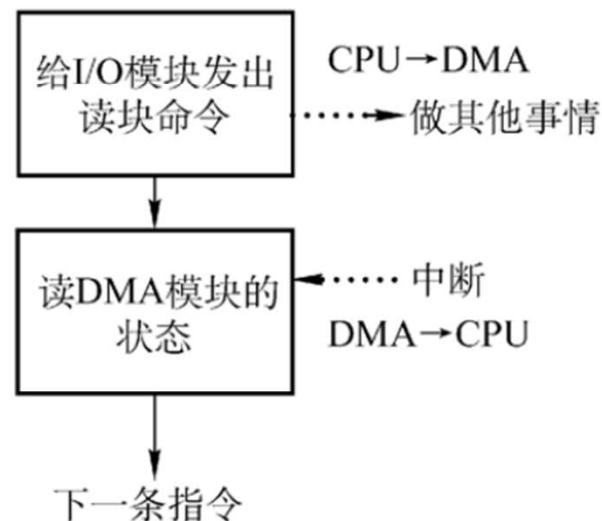 给I/O模块发出
读块命令
CPU→DMA
做其他事情
读DMA模块的
状态
中断
DMA→CPU
下一条指令